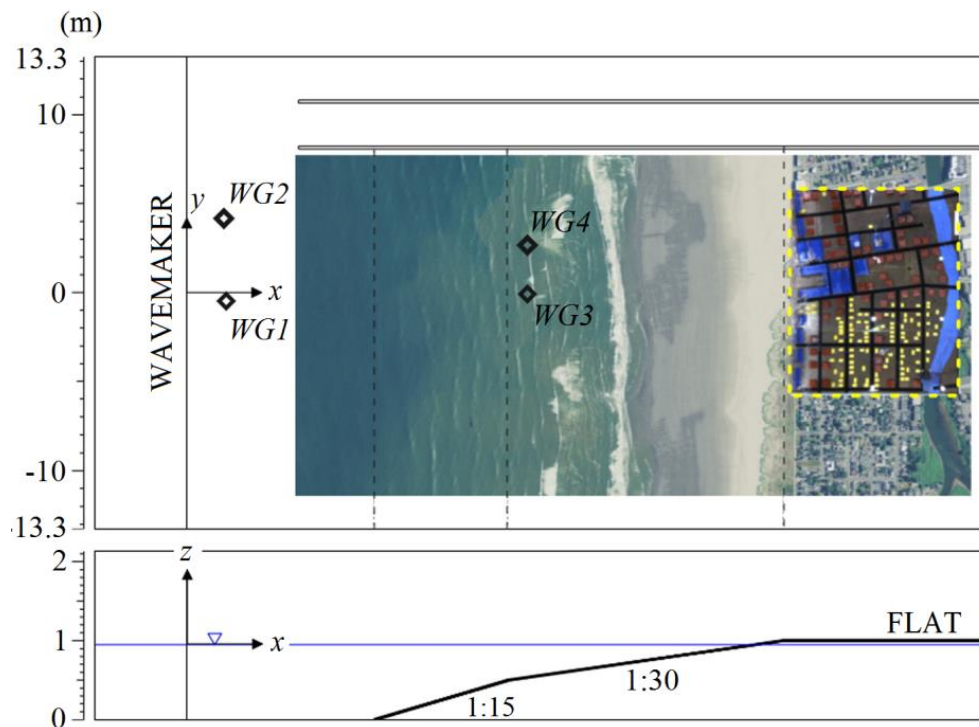 (m)
13.3
10
0
-10
13.3
WAVEMAKER
y
x
WG2
WG1
WG4
WG3
2
1
0
z
x
FLAT
1:15
1:30